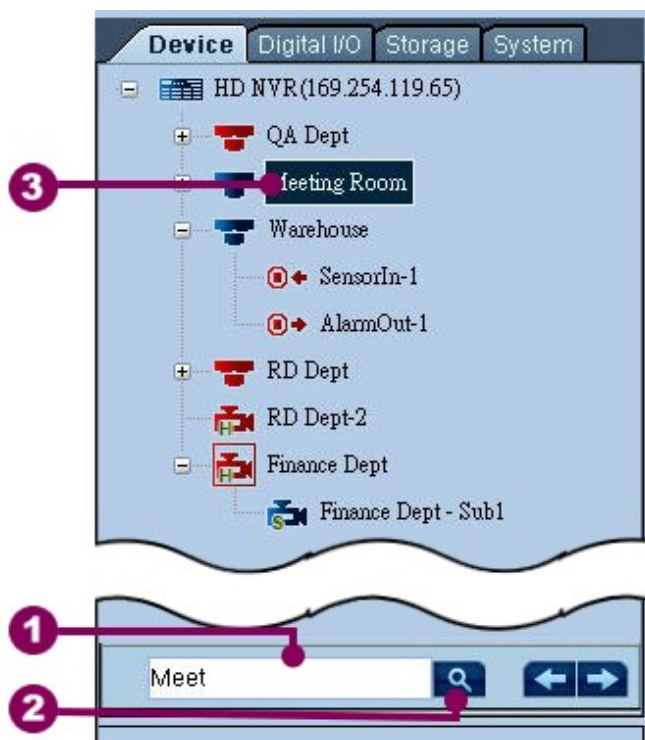 Device Digital I/O Storage System
HD NVR(169.254.119.65)
QA Dept
3
Meeting Room
Warehouse
SensorIn-1
AlarmOut-1
RD Dept
H
RD Dept-2
H
Finance Dept
S
Finance Dept - Sub1
1
Meet
2